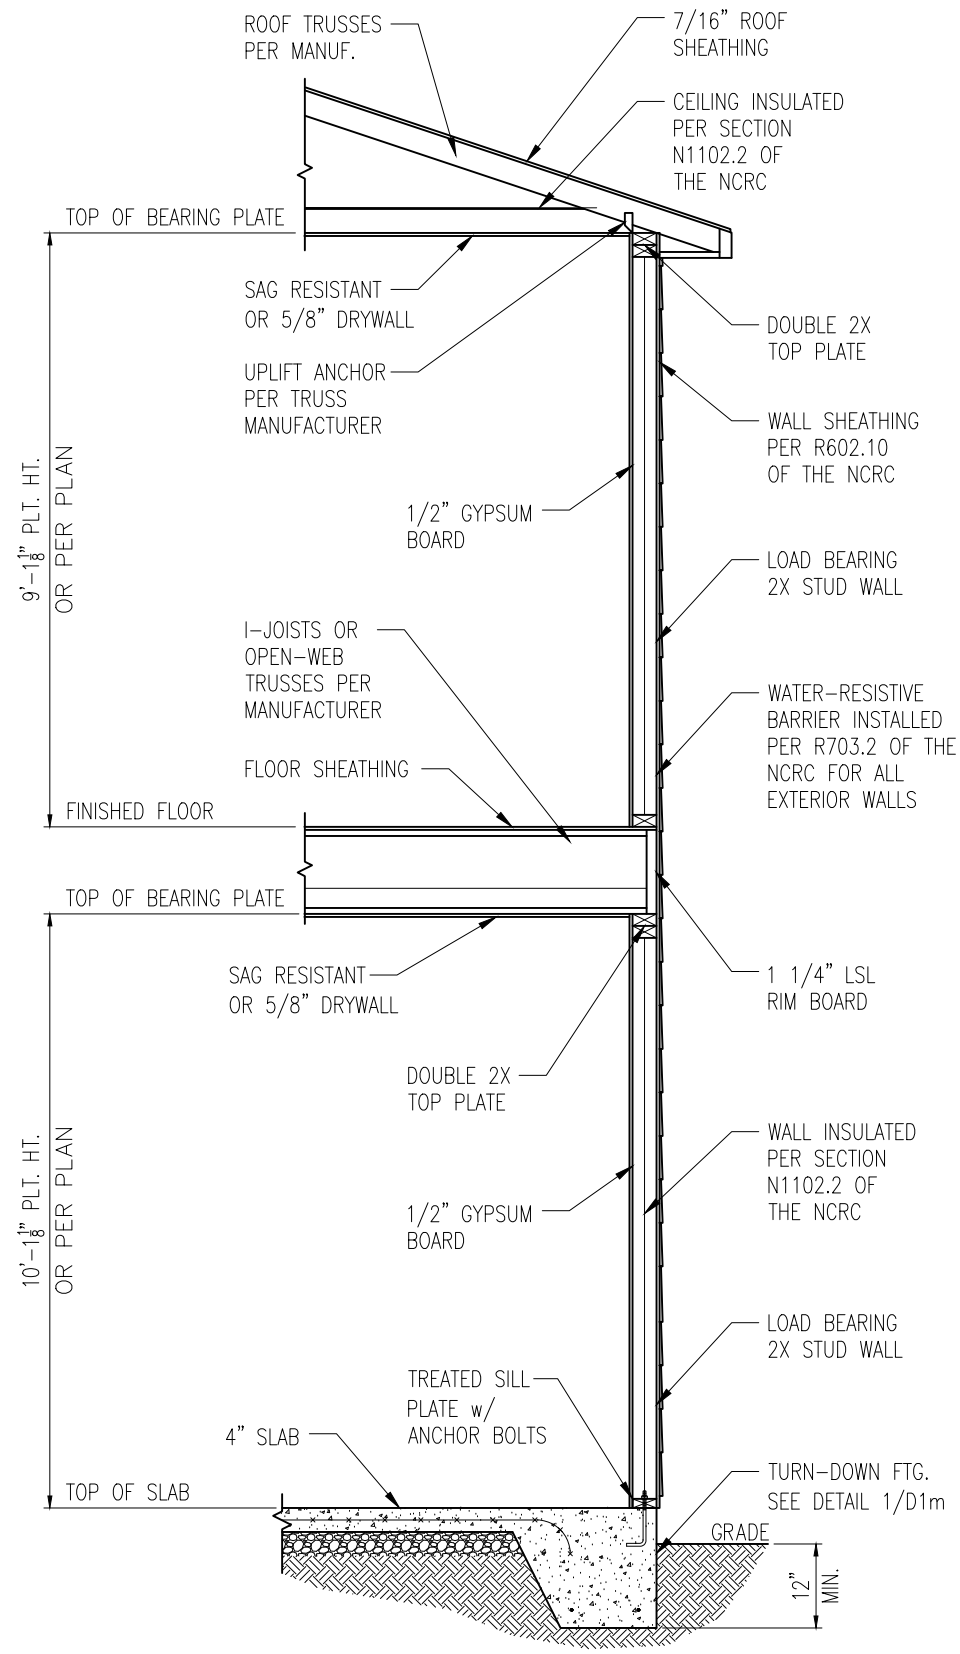 ROOF TRUSSES
PER MANUF.
7/16" ROOF
SHEATHING
CEILING INSULATED
PER SECTION
N1102.2 OF
THE NCRC
TOP OF BEARING PLATE
SAG RESISTANT
OR 5/8" DRYWALL
UPLIFT ANCHOR
PER TRUSS
MANUFACTURER
DOUBLE 2X
TOP PLATE
WALL SHEATHING
PER R602.10
OF THE NCRC
9'-1 1/8" PLT. HT.
OR PER PLAN
1/2" GYPSUM
BOARD
LOAD BEARING
2X STUD WALL
I-JOISTS OR
OPEN-WEB
TRUSSES PER
MANUFACTURER
WATER-RESISTIVE
BARRIER INSTALLED
PER R703.2 OF THE
NCRC FOR ALL
EXTERIOR WALLS
FLOOR SHEATHING
FINISHED FLOOR
TOP OF BEARING PLATE
SAG RESISTANT
OR 5/8" DRYWALL
1 1/4" LSL
RIM BOARD
DOUBLE 2X
TOP PLATE
10'-1 1/8" PLT. HT.
OR PER PLAN
WALL INSULATED
PER SECTION
N1102.2 OF
THE NCRC
1/2" GYPSUM
BOARD
LOAD BEARING
2X STUD WALL
TREATED SILL
PLATE w/
ANCHOR BOLTS
4" SLAB
TOP OF SLAB
TURN-DOWN FTG.
SEE DETAIL 1/D1m
GRADE
12"
MIN.